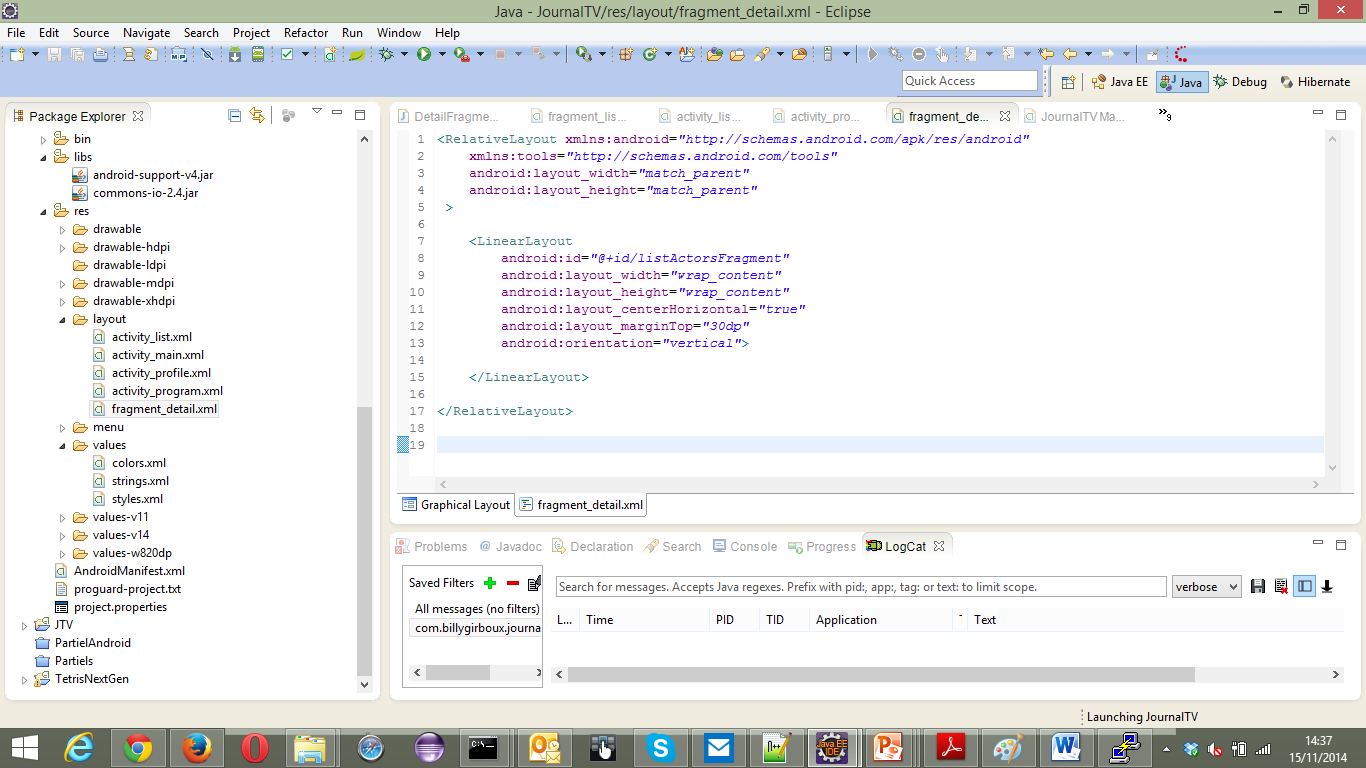 Java - JournalTV/res/layout/fragment_detail.xml - Eclipse
File Edit Source Navigate Search Project Refactor Run Window Help
Quick Access
Java EE Java Debug Hibernate
Package Explorer
bin
libs
android-support-v4.jar
commons-io-2.4.jar
res
drawable
drawable-hdpi
drawable-ldpi
drawable-mdpi
drawable-xhdpi
layout
activity_list.xml
activity_main.xml
activity_profile.xml
activity_program.xml
fragment_detail.xml
menu
values
colors.xml
strings.xml
styles.xml
values-v11
values-v14
values-w820dp
AndroidManifest.xml
proguard-project.txt
project.properties
JTV
PartielAndroid
Partiels
TetrisNextGen
DetailFragme... fragment_lis... activity_lis... activity_pro... fragment_de... JournalTV Ma... »9
1 <RelativeLayout xmlns:android="http://schemas.android.com/apk/res/android"
2 xmlns:tools="http://schemas.android.com/tools"
3 android:layout_width="match_parent"
4 android:layout_height="match_parent"
5 >
6
7 <LinearLayout
8 android:id="@+id/listActorsFragment"
9 android:layout_width="wrap_content"
10 android:layout_height="wrap_content"
11 android:layout_centerHorizontal="true"
12 android:layout_marginTop="30dp"
13 android:orientation="vertical">
14
15 </LinearLayout>
16
17 </RelativeLayout>
18
19
Graphical Layout fragment_detail.xml
Problems @ Javadoc Declaration Search Console Progress LogCat
Saved Filters
All messages (no filters)
com.billygirboux.journa
Search for messages. Accepts Java regexes. Prefix with pid:, app:, tag: or text: to limit scope.
verbose
L... Time PID TID Application Text
Launching JournalTV
14:37
15/11/2014